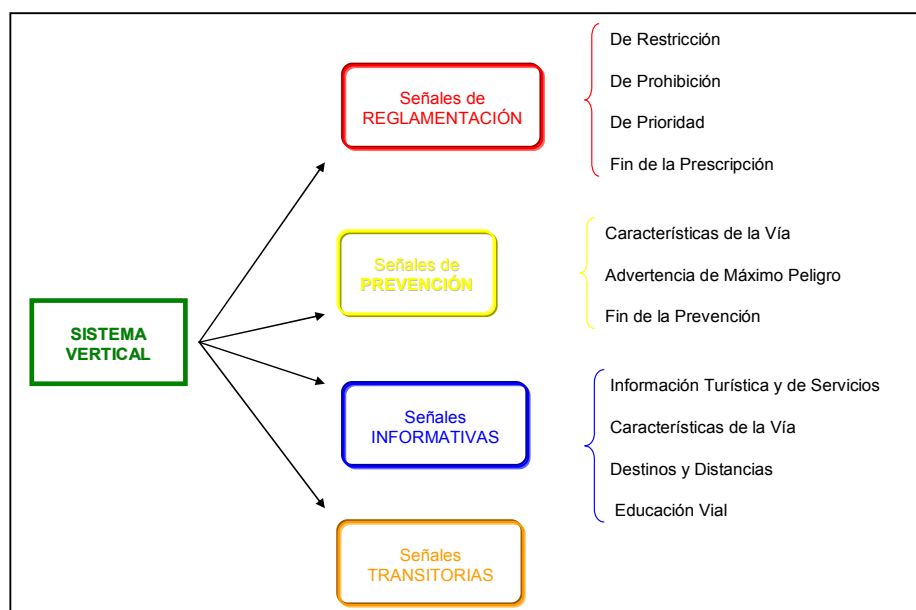 SISTEMA
VERTICAL
Señales de
REGLAMENTACIÓN
De Restricción
De Prohibición
De Prioridad
Fin de la Prescripción
Señales de
PREVENCIÓN
Características de la Vía
Advertencia de Máximo Peligro
Fin de la Prevención
Señales
INFORMATIVAS
Información Turística y de Servicios
Características de la Vía
Destinos y Distancias
Educación Vial
Señales
TRANSITORIAS